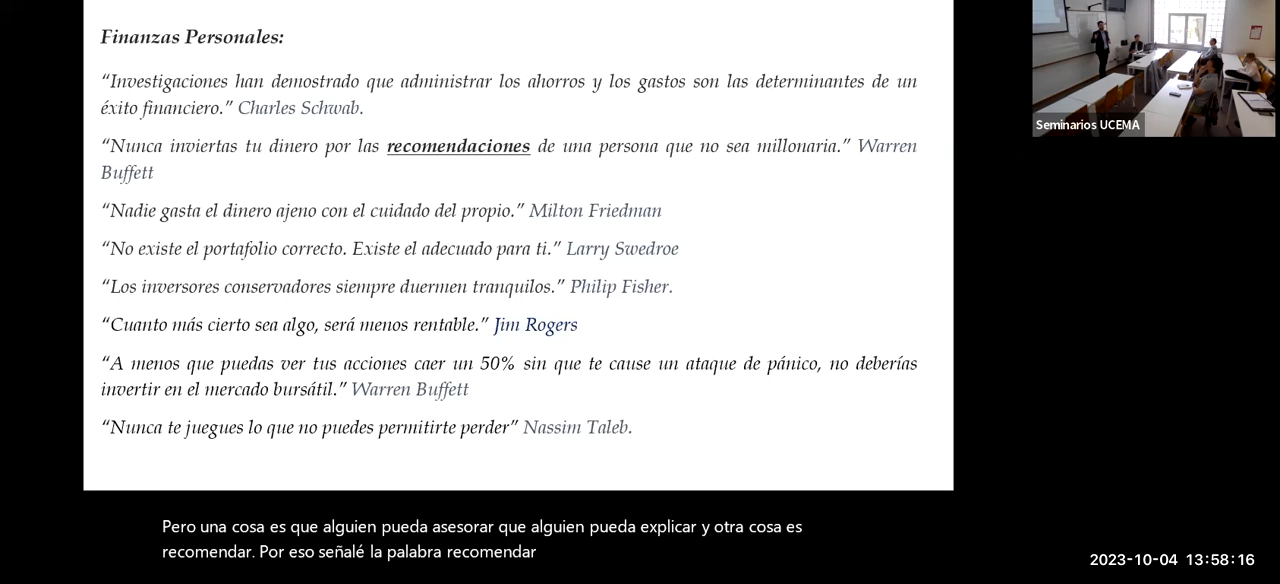 Finanzas Personales:
“Investigaciones han demostrado que administrar los ahorros y los gastos son las determinantes de un
éxito financiero.” Charles Schwab.
“Nunca inviertas tu dinero por las recomendaciones de una persona que no sea millonaria.” Warren
Buffett
“Nadie gasta el dinero ajeno con el cuidado del propio.” Milton Friedman
“No existe el portafolio correcto. Existe el adecuado para ti.” Larry Swedroe
“Los inversores conservadores siempre duermen tranquilos.” Philip Fisher.
“Cuanto más cierto sea algo, será menos rentable.” Jim Rogers
“A menos que puedas ver tus acciones caer un 50% sin que te cause un ataque de pánico, no deberías
invertir en el mercado bursátil.” Warren Buffett
“Nunca te juegues lo que no puedes permitirte perder” Nassim Taleb.
Seminarios UCEMA
Pero una cosa es que alguien pueda asesorar que alguien pueda explicar y otra cosa es
recomendar. Por eso señalé la palabra recomendar
2023-10-04 13:58:16